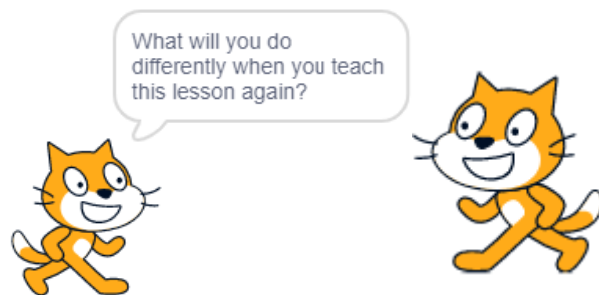 What will you do
differently when you teach
this lesson again?